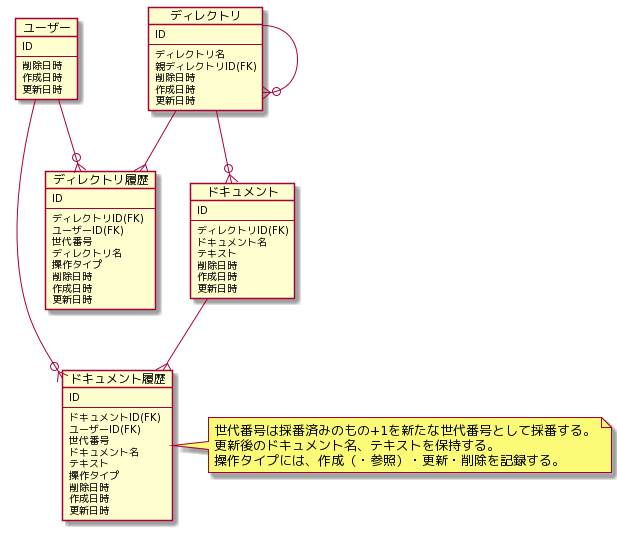 ユーザー
ID
削除日時
作成日時
更新日時
ディレクトリ
ID
ディレクトリ名
親ディレクトリID(FK)
削除日時
作成日時
更新日時
ディレクトリ履歴
ID
ディレクトリID(FK)
ユーザーID(FK)
世代番号
ディレクトリ名
操作タイプ
削除日時
作成日時
更新日時
ドキュメント
ID
ディレクトリID(FK)
ドキュメント名
テキスト
削除日時
作成日時
更新日時
ドキュメント履歴
ID
ドキュメントID(FK)
ユーザーID(FK)
世代番号
ドキュメント名
テキスト
操作タイプ
削除日時
作成日時
更新日時
世代番号は採番済みのもの+1を新たな世代番号として採番する。
更新後のドキュメント名、テキストを保持する。
操作タイプには、作成（・参照）・更新・削除を記録する。